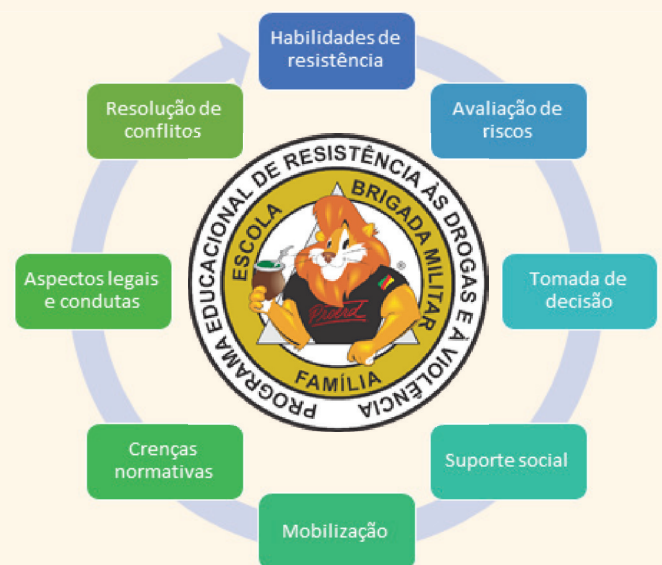 Habilidades de
resistência
Avaliação de
riscos
Tomada de
decisão
Suporte social
Mobilização
Crenças
normativas
Aspectos legais
e condutas
Resolução de
conflitos
PROGRAMA EDUCACIONAL DE RESISTÊNCIA ÀS DROGAS E À VIOLÊNCIA
ESCOLA
BRIGADA MILITAR
FAMÍLIA
Proerd
®